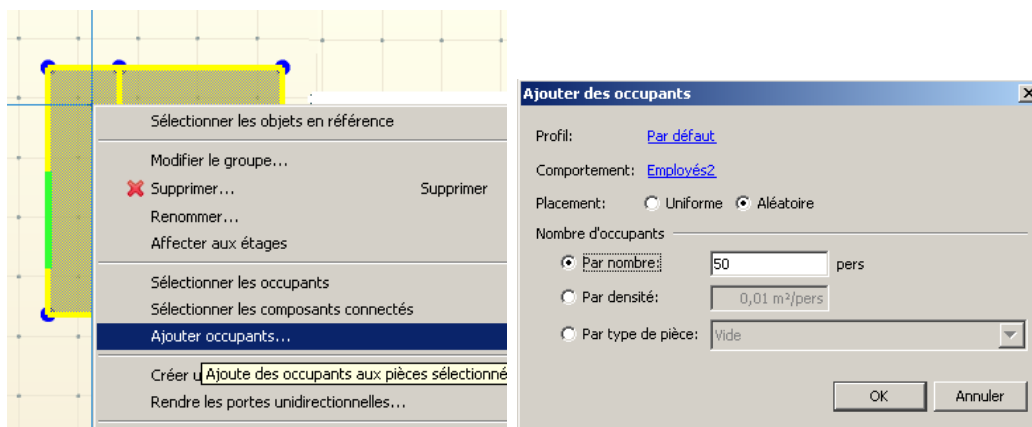 Sélectionner les objets en référence
Modifier le groupe...
Supprimer... Supprimer
Renommer...
Affecter aux étages
Sélectionner les occupants
Sélectionner les composants connectés
Ajouter occupants...
Créer u
Ajoute des occupants aux pièces sélectionné
Rendre les portes unidirectionnelles...
Ajouter des occupants
Profil: Par défaut
Comportement: Employés2
Placement: Uniforme Aléatoire
Nombre d'occupants
Par nombre: 50 pers
Par densité: 0,01 m²/pers
Par type de pièce: Vide
OK Annuler